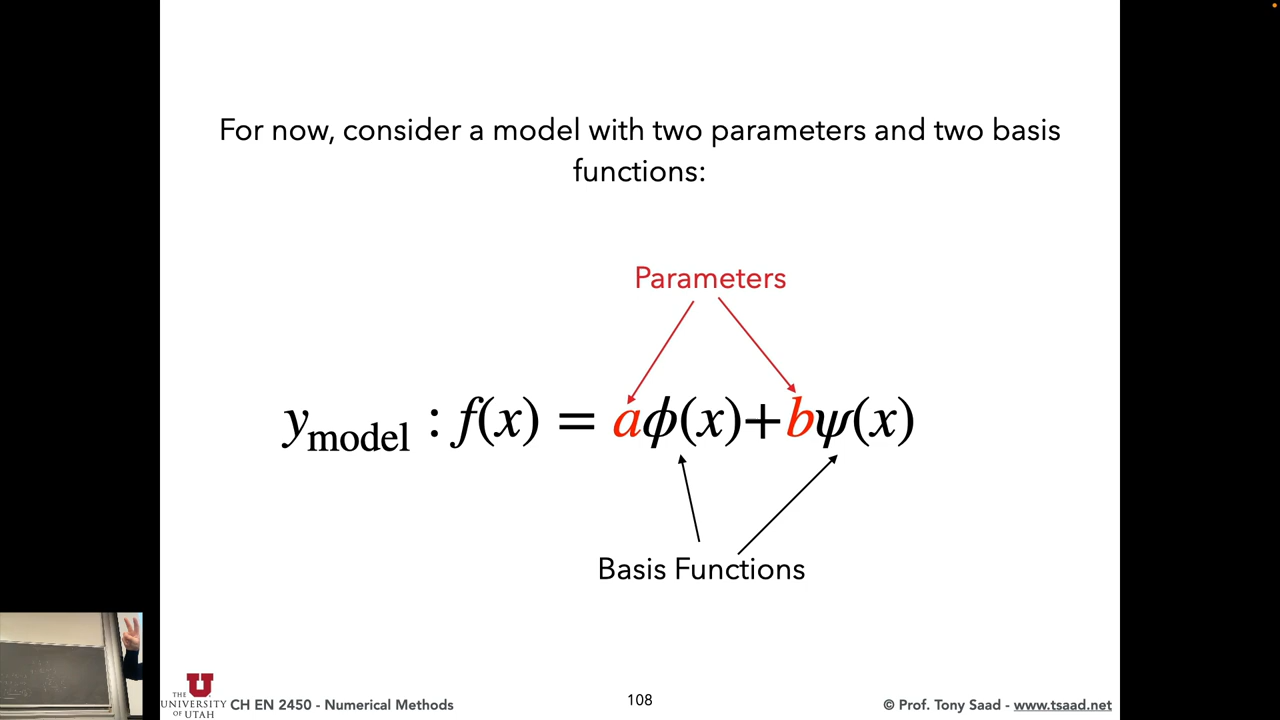 For now, consider a model with two parameters and two basis
functions:
Parameters
y_model : f(x) = aϕ(x)+bψ(x)
Basis Functions
U
THE
UNIVERSITY
OF UTAH
CH EN 2450 - Numerical Methods
108
© Prof. Tony Saad - www.tsaad.net